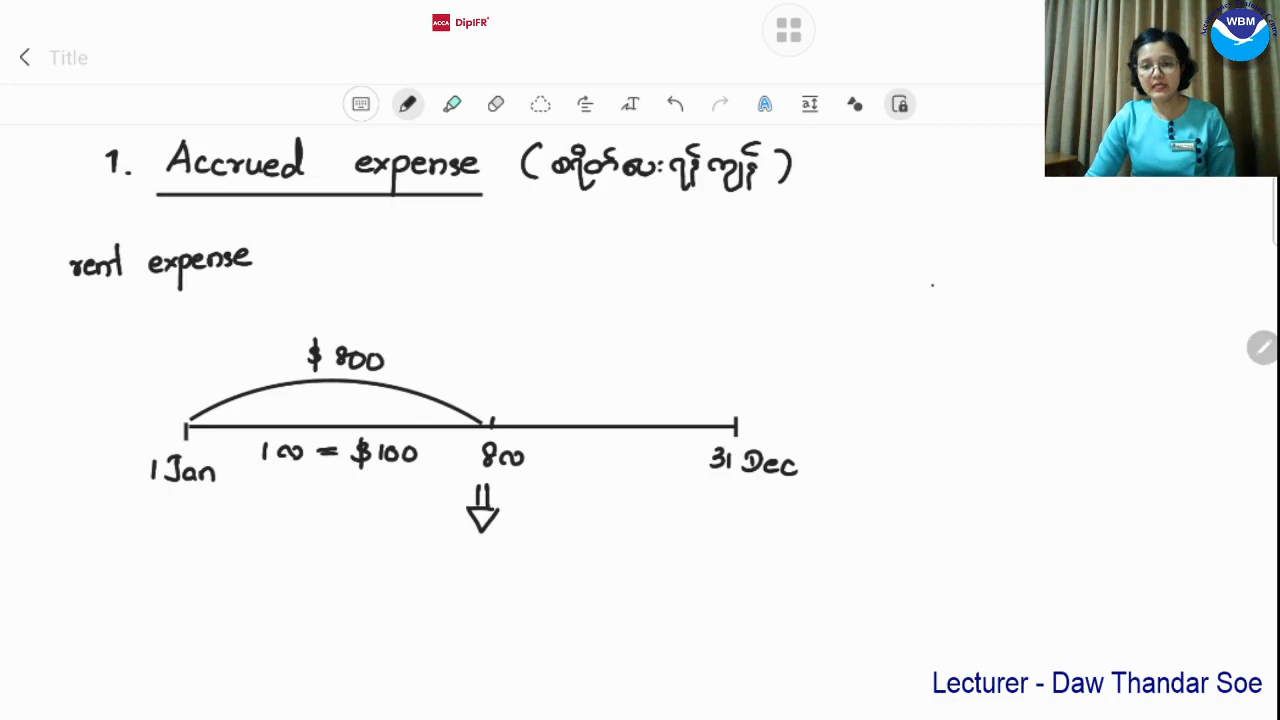 ACCA DipIFR
Title
WBM
1. Accrued expense (စရိတ်ပေးရန်ကျန်)
rent expense
$ 800
1 လ = $100
8လ
1 Jan
31 Dec
Lecturer - Daw Thandar Soe